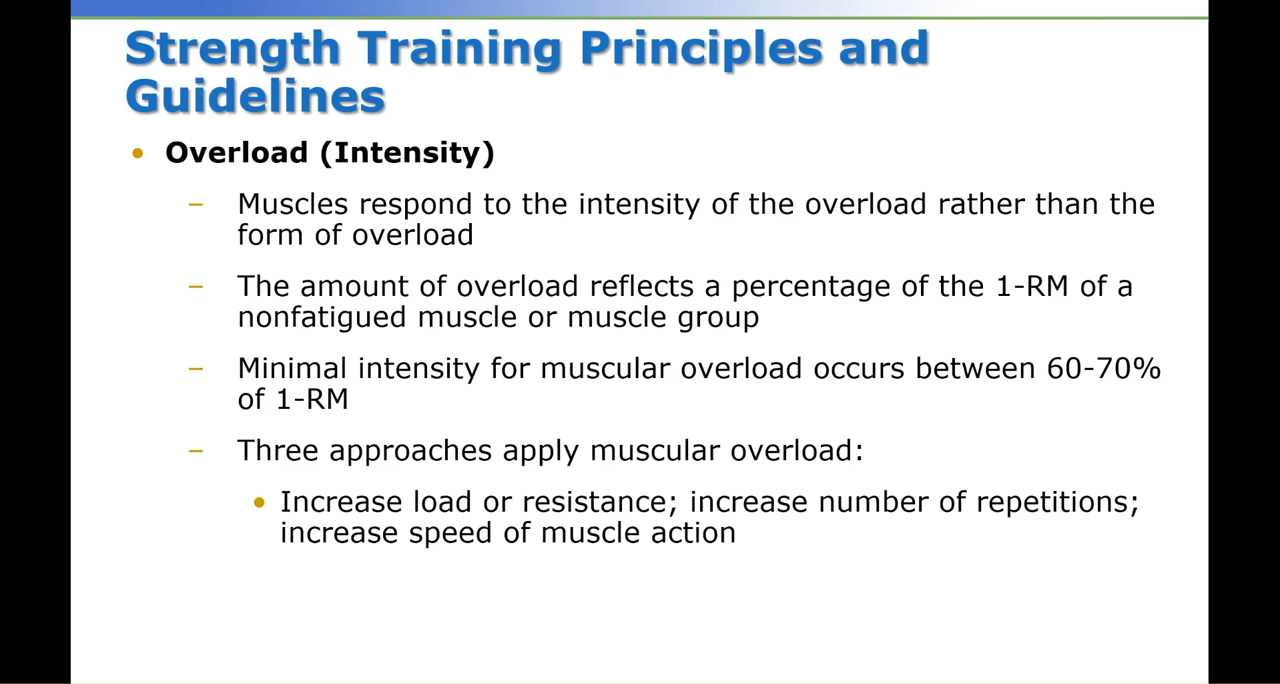 Strength Training Principles and
Guidelines
• Overload (Intensity)
– Muscles respond to the intensity of the overload rather than the
form of overload
– The amount of overload reflects a percentage of the 1-RM of a
nonfatigued muscle or muscle group
– Minimal intensity for muscular overload occurs between 60-70%
of 1-RM
– Three approaches apply muscular overload:
• Increase load or resistance; increase number of repetitions;
increase speed of muscle action